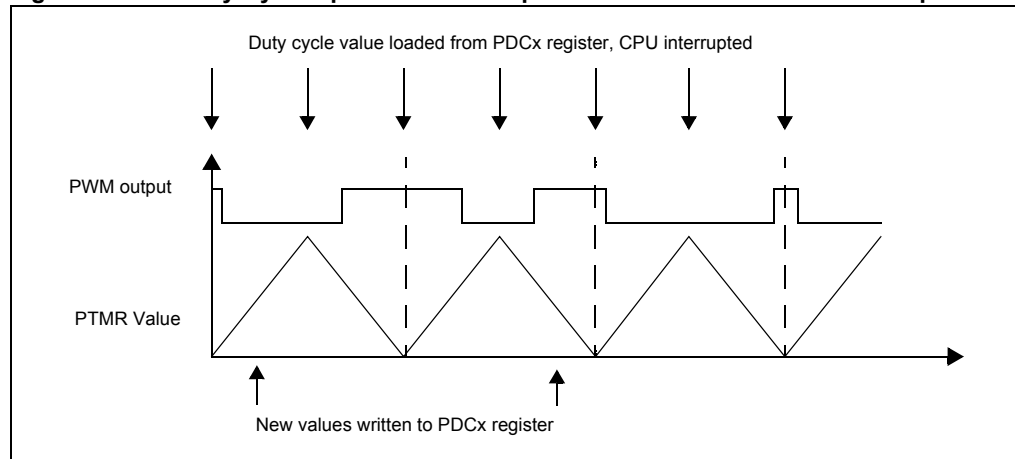 Duty cycle value loaded from PDCx register, CPU interrupted
PWM output
PTMR Value
New values written to PDCx register